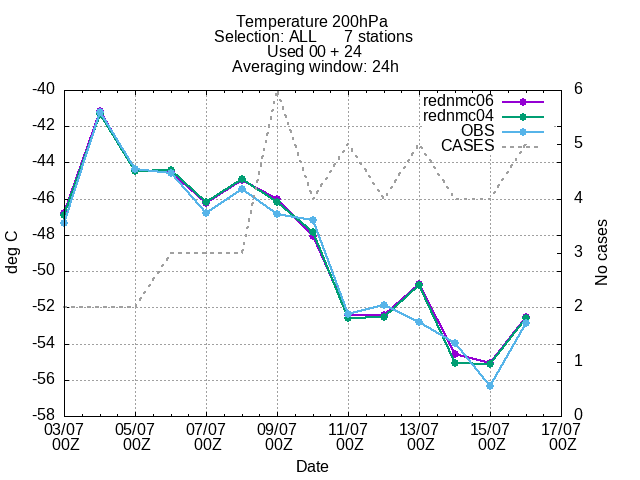 Temperature 200hPa
Selection: ALL 7 stations
Used 00 + 24
Averaging window: 24h
rednmc06
rednmc04
OBS
CASES
-40
-42
-44
-46
-48
-50
-52
-54
-56
-58
deg C
6
5
4
3
2
1
0
No cases
03/07 05/07 07/07 09/07 11/07 13/07 15/07 17/07
00Z 00Z 00Z 00Z 00Z 00Z 00Z 00Z
Date